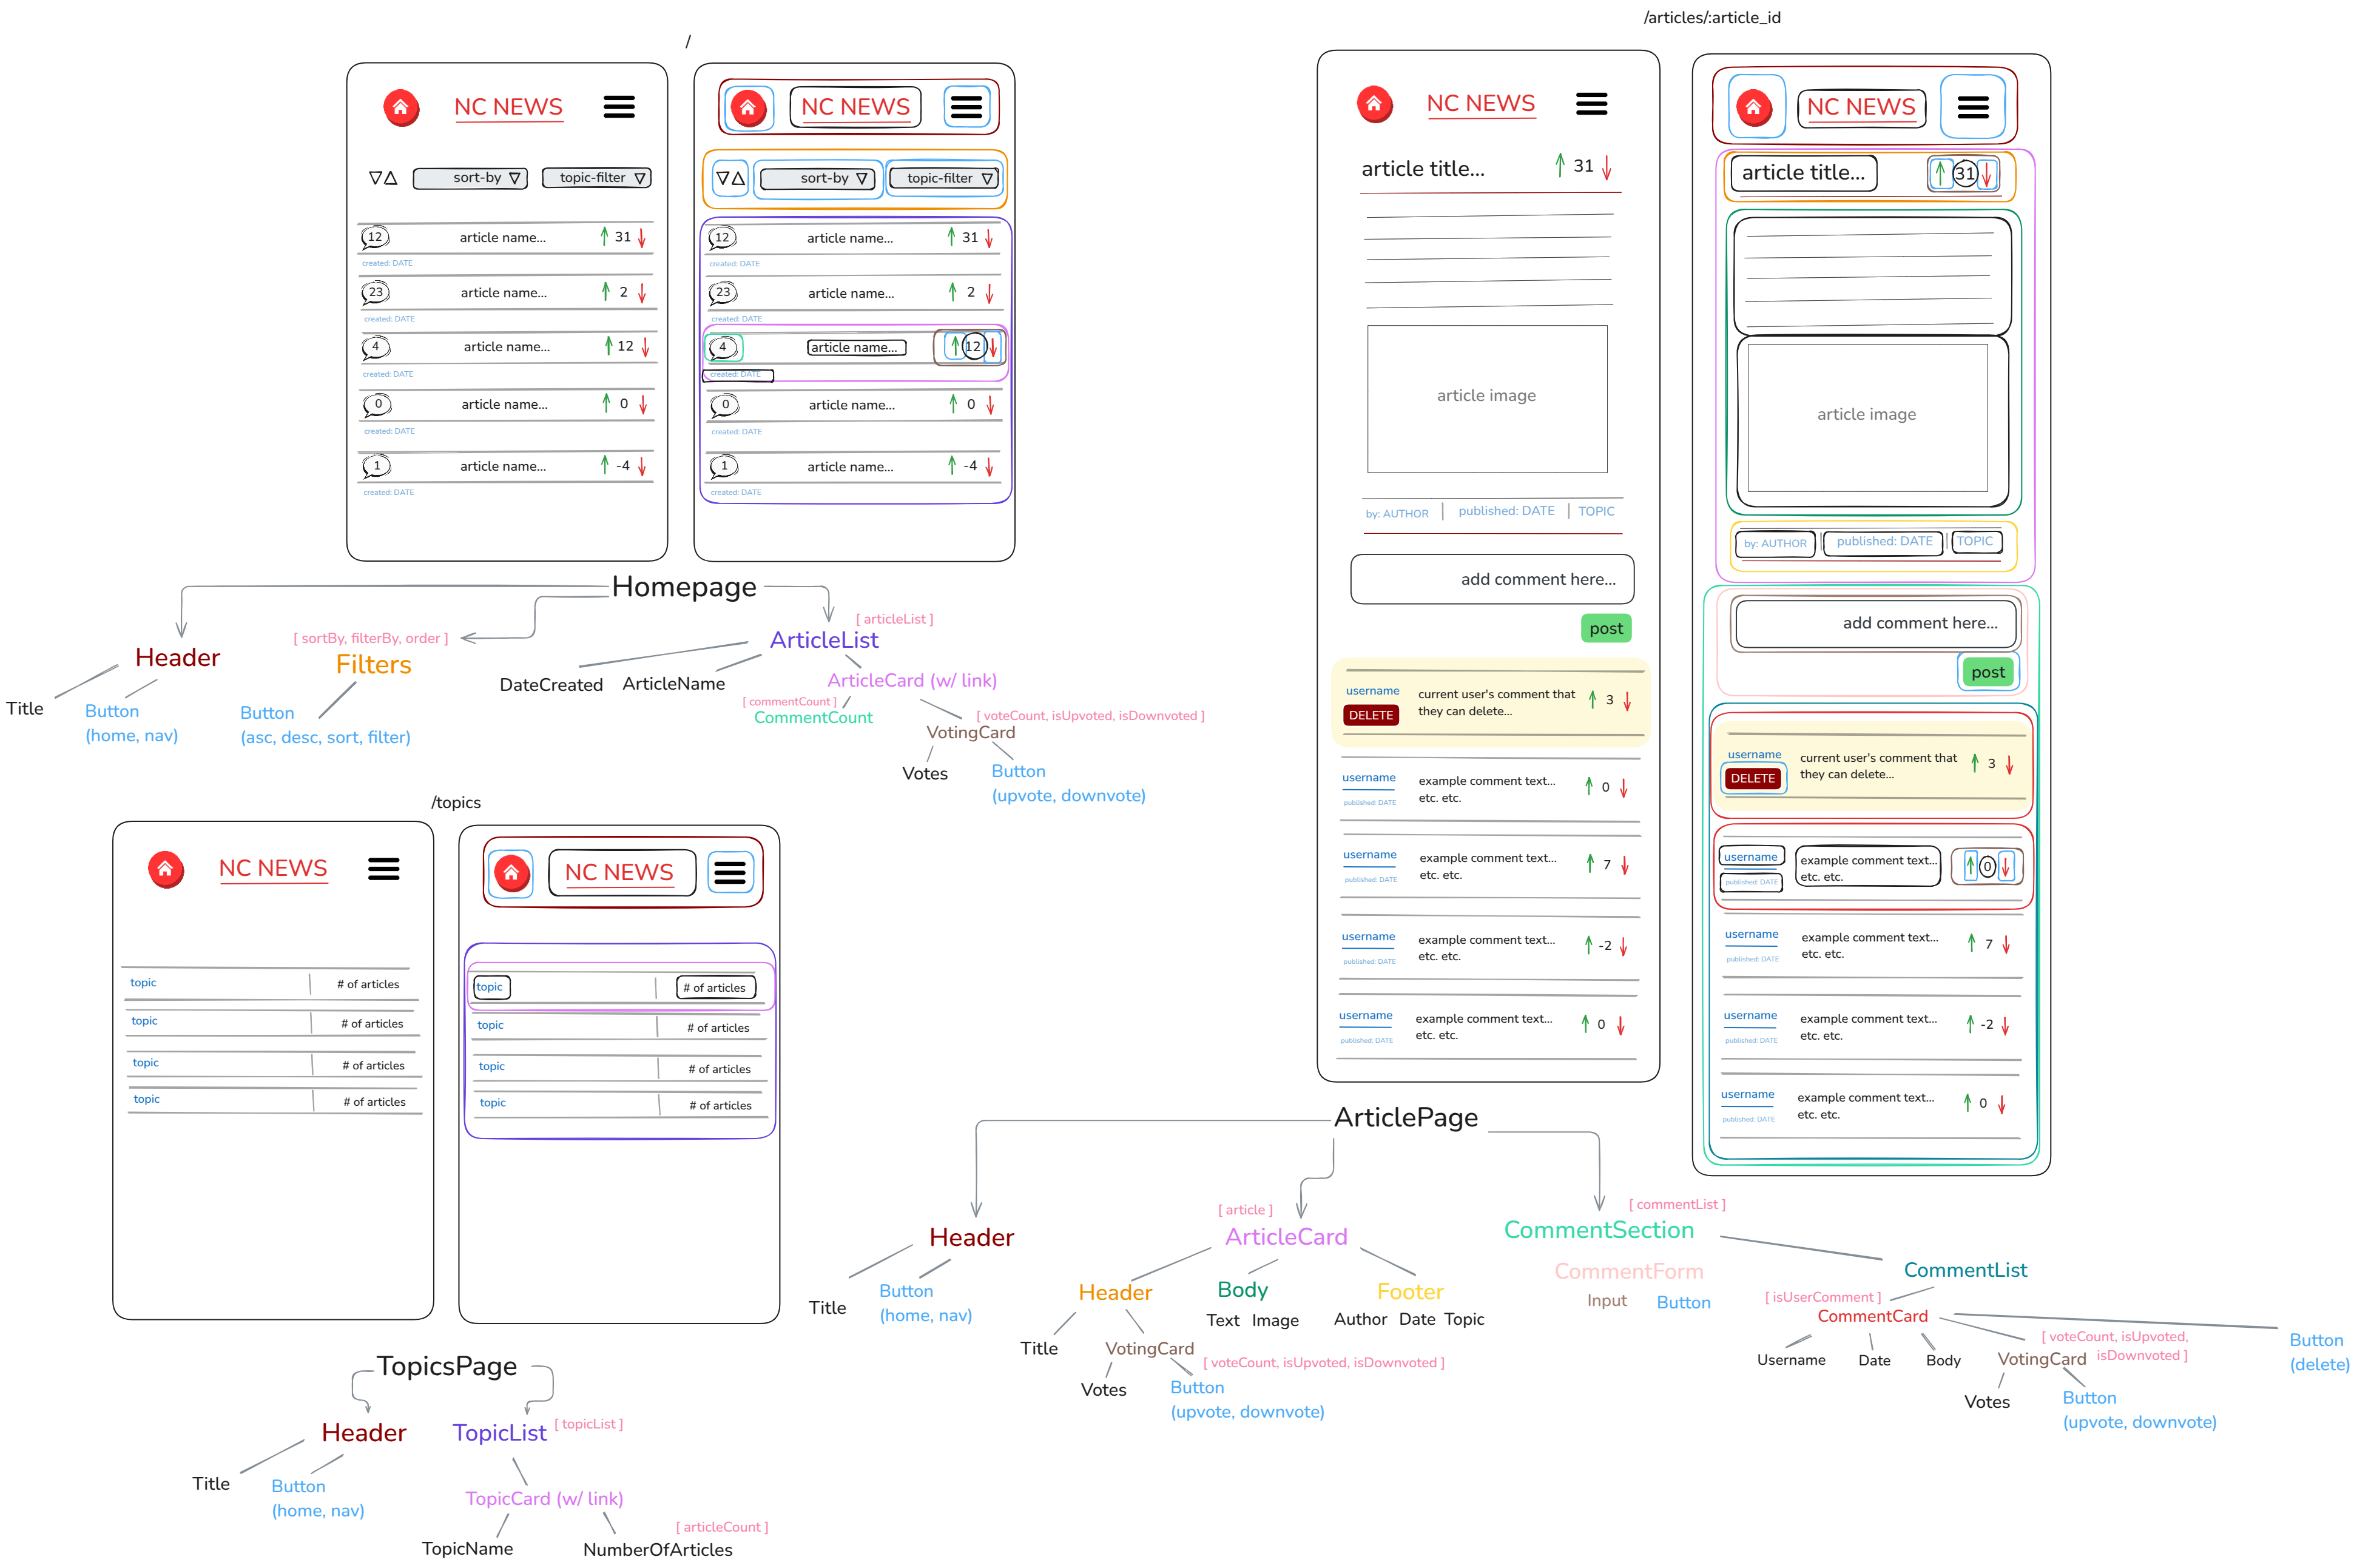 /
NC NEWS
sort-by
topic-filter
12
article name...
31
created: DATE
23
article name...
2
created: DATE
4
article name...
12
created: DATE
0
article name...
0
created: DATE
1
article name...
-4
created: DATE
NC NEWS
sort-by
topic-filter
12
article name...
31
created: DATE
23
article name...
2
created: DATE
4
article name...
12
created: DATE
0
article name...
0
created: DATE
1
article name...
-4
created: DATE
Homepage
Header
Title
Button
(home, nav)
[ sortBy, filterBy, order ]
Filters
Button
(asc, desc, sort, filter)
[ articleList ]
ArticleList
DateCreated
ArticleName
ArticleCard (w/ link)
[ commentCount ]
CommentCount
[ voteCount, isUpvoted, isDownvoted ]
VotingCard
Votes
Button
(upvote, downvote)
/topics
NC NEWS
topic
# of articles
topic
# of articles
topic
# of articles
topic
# of articles
NC NEWS
topic
# of articles
topic
# of articles
topic
# of articles
topic
# of articles
TopicsPage
Header
Title
Button
(home, nav)
TopicList
[ topicList ]
TopicCard (w/ link)
TopicName
[ articleCount ]
NumberOfArticles
/articles/:article_id
NC NEWS
article title...
31
article image
by: AUTHOR
published: DATE
TOPIC
add comment here...
post
username
DELETE
current user's comment that
they can delete...
3
username
published: DATE
example comment text...
etc. etc.
0
username
published: DATE
example comment text...
etc. etc.
7
username
published: DATE
example comment text...
etc. etc.
-2
username
published: DATE
example comment text...
etc. etc.
0
NC NEWS
article title...
31
article image
by: AUTHOR
published: DATE
TOPIC
add comment here...
post
username
DELETE
current user's comment that
they can delete...
3
username
published: DATE
example comment text...
etc. etc.
0
username
published: DATE
example comment text...
etc. etc.
7
username
published: DATE
example comment text...
etc. etc.
-2
username
published: DATE
example comment text...
etc. etc.
0
ArticlePage
Header
Title
Button
(home, nav)
[ article ]
ArticleCard
Header
Title
VotingCard
[ voteCount, isUpvoted, isDownvoted ]
Votes
Button
(upvote, downvote)
Body
Text Image
Footer
Author Date Topic
[ commentList ]
CommentSection
CommentForm
Input
Button
CommentList
[ isUserComment ]
CommentCard
Username
Date
Body
[ voteCount, isUpvoted,
isDownvoted ]
VotingCard
Votes
Button
(upvote, downvote)
Button
(delete)